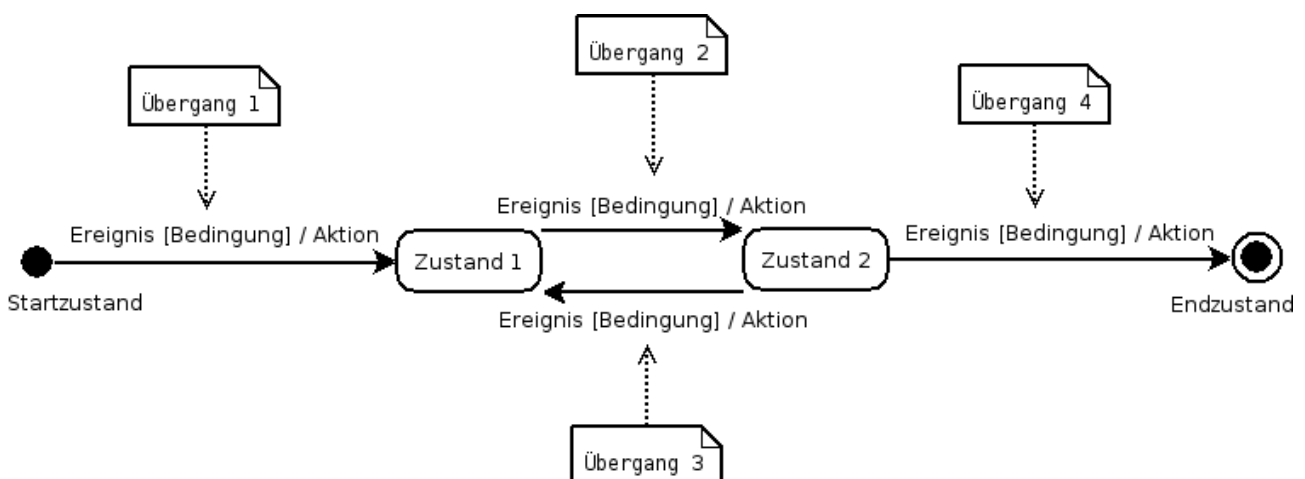 Übergang 2
Übergang 1
Übergang 4
Ereignis [Bedingung] / Aktion
Ereignis [Bedingung] / Aktion
Ereignis [Bedingung] / Aktion
Zustand 1
Zustand 2
Startzustand
Endzustand
Ereignis [Bedingung] / Aktion
Übergang 3